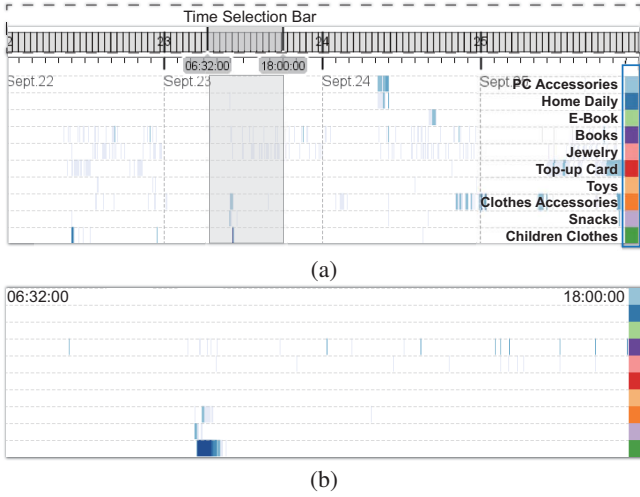 Time Selection Bar
2 23 24 25
06:32:00 18:00:00
Sept.22 Sept.23 Sept.24 Sept.25
PC Accessories
Home Daily
E-Book
Books
Jewelry
Top-up Card
Toys
Clothes Accessories
Snacks
Children Clothes
(a)
06:32:00 18:00:00
(b)